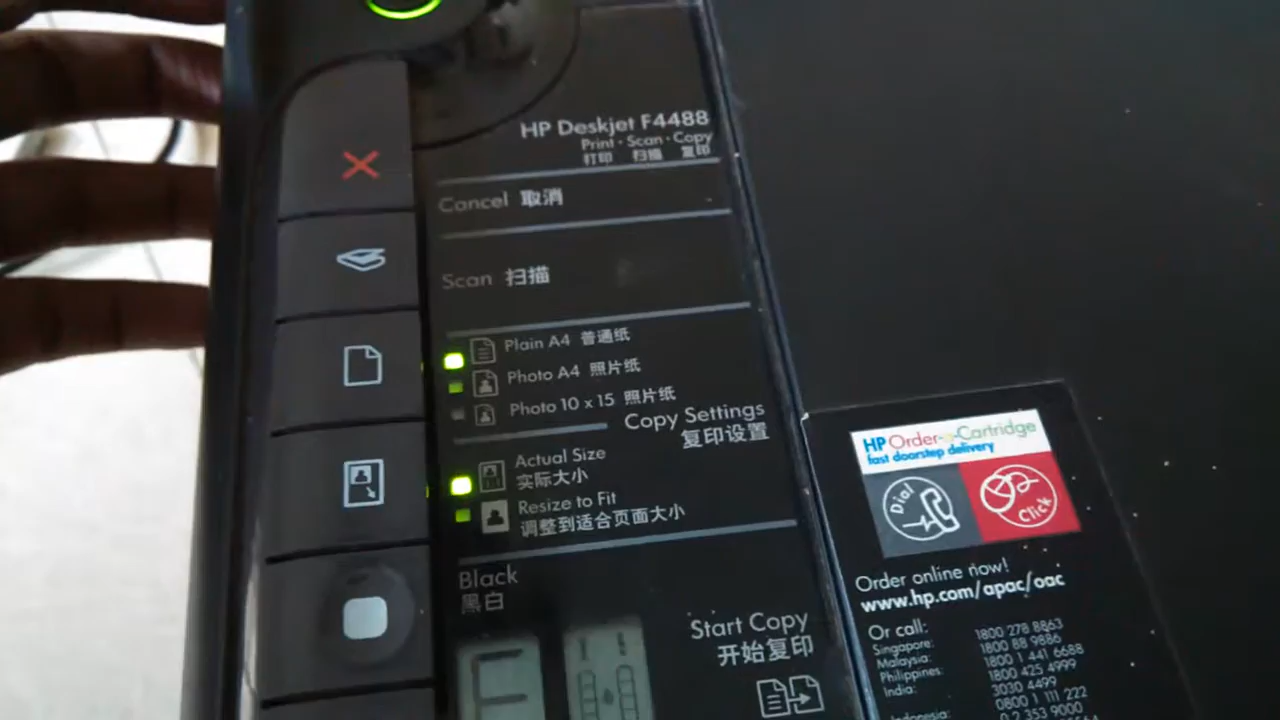 HP Deskjet F4488
Print · Scan · Copy
打印 扫描 复印
Cancel 取消
Scan 扫描
Plain A4 普通纸
Photo A4 照片纸
Photo 10 x 15 照片纸
Copy Settings
复印设置
Actual Size
实际大小
Resize to Fit
调整到适合页面大小
Black
黑白
Start Copy
开始复印
E
HP Order-a-Cartridge
fast doorstep delivery
Dial
Click
Order online now!
www.hp.com/apac/oac
Or call:
1800 278 8863
Singapore: 1800 88 9886
Malaysia: 1800 1 441 6688
Philippines: 1800 425 4999
India: 3030 4499
0800 1 111 222
Indonesia: 0 2 353 9000